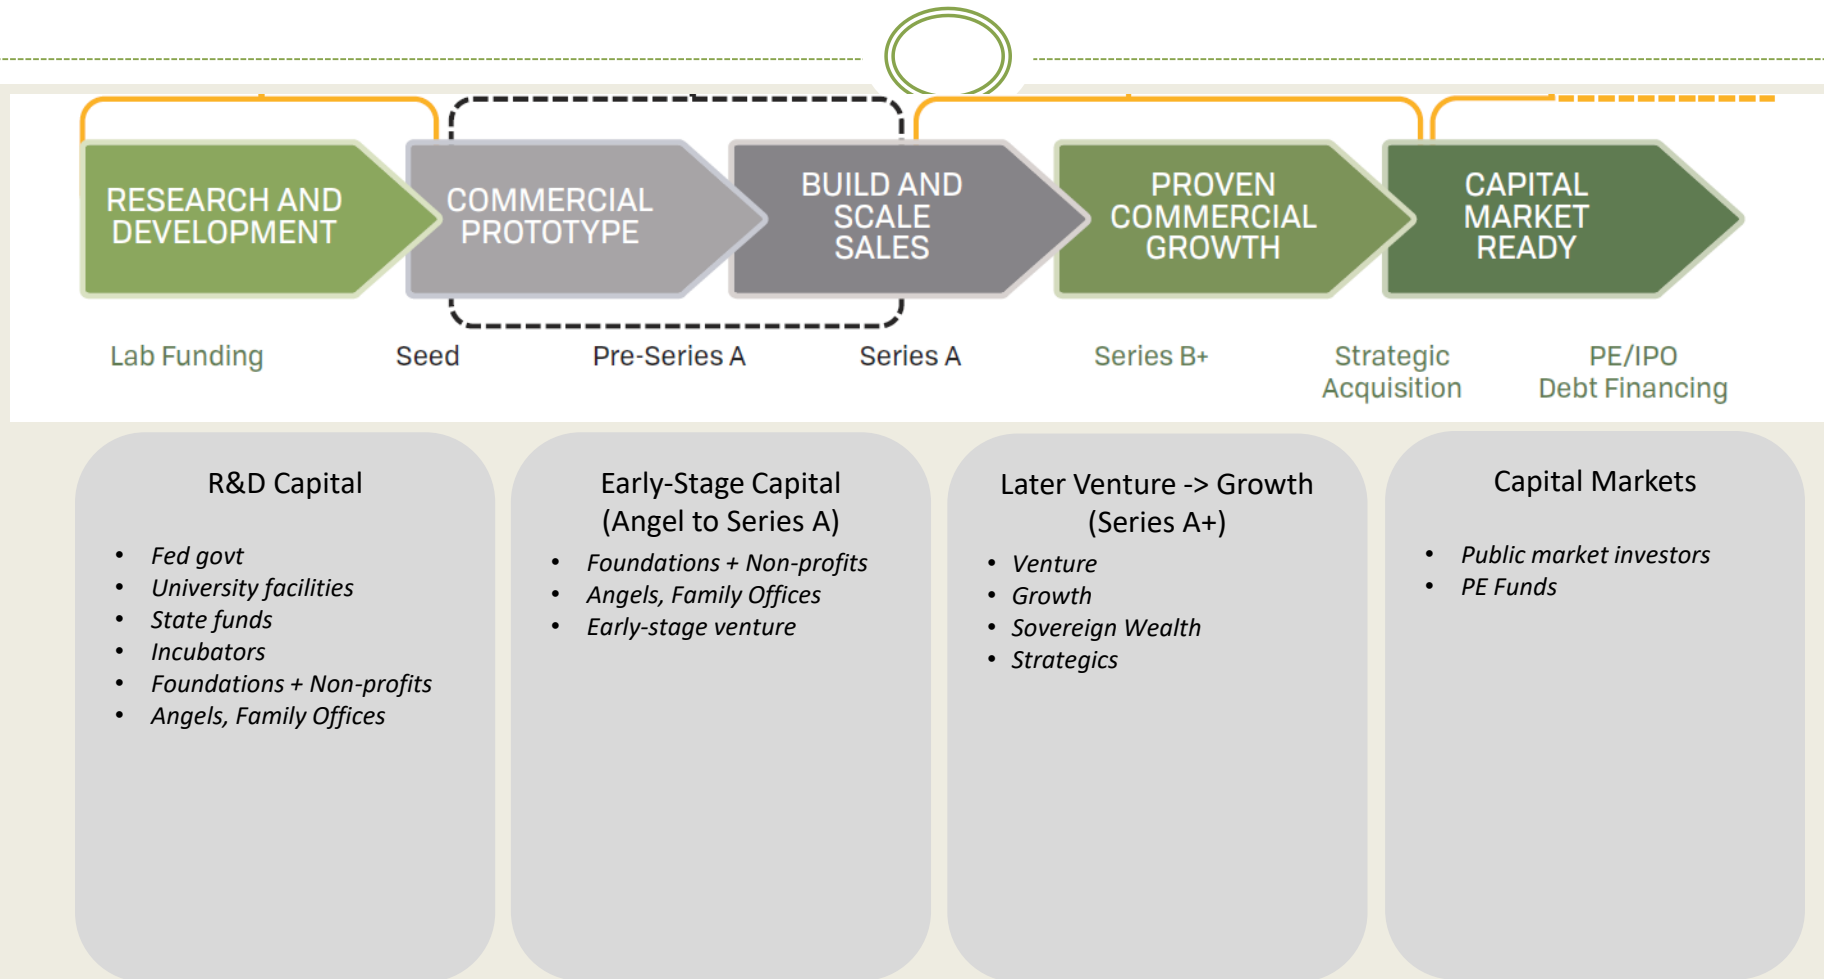 RESEARCH AND
DEVELOPMENT
COMMERCIAL
PROTOTYPE
BUILD AND
SCALE
SALES
PROVEN
COMMERCIAL
GROWTH
CAPITAL
MARKET
READY
Lab Funding
Seed
Pre-Series A
Series A
Series B+
Strategic
Acquisition
PE/IPO
Debt Financing
R&D Capital
• Fed govt
• University facilities
• State funds
• Incubators
• Foundations + Non-profits
• Angels, Family Offices
Early-Stage Capital
(Angel to Series A)
• Foundations + Non-profits
• Angels, Family Offices
• Early-stage venture
Later Venture -> Growth
(Series A+)
• Venture
• Growth
• Sovereign Wealth
• Strategics
Capital Markets
• Public market investors
• PE Funds